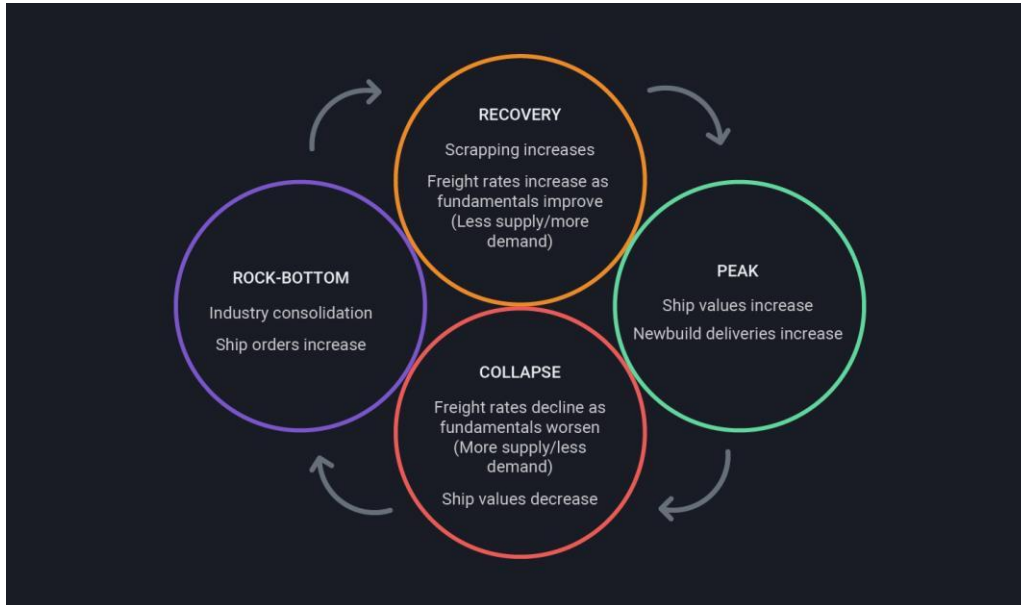 RECOVERY
Scrapping increases
Freight rates increase as
fundamentals improve
(Less supply/more
demand)
ROCK-BOTTOM
Industry consolidation
Ship orders increase
PEAK
Ship values increase
Newbuild deliveries increase
COLLAPSE
Freight rates decline as
fundamentals worsen
(More supply/less
demand)
Ship values decrease